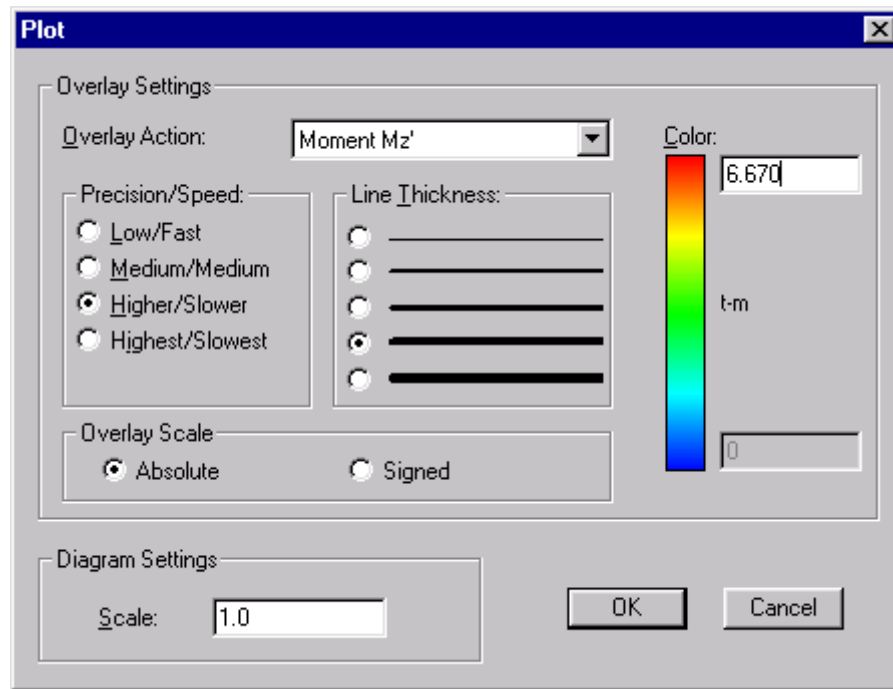 Plot
Overlay Settings
Overlay Action:
Moment Mz'
Color:
6.670
Precision/Speed:
Low/Fast
Medium/Medium
Higher/Slower
Highest/Slowest
Line Thickness:
t-m
0
Overlay Scale
Absolute
Signed
Diagram Settings
Scale:
1.0
OK
Cancel